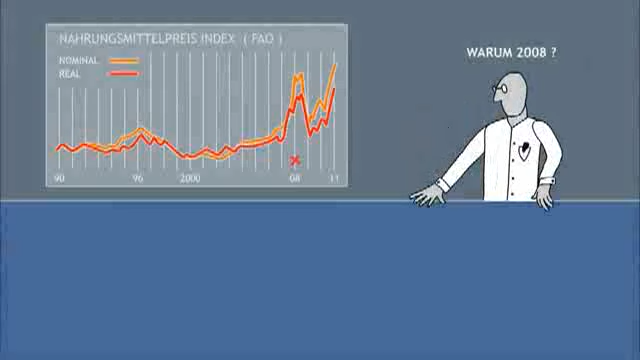 NAHRUNGSMITTELPREIS INDEX ( FAO )
NOMINAL
REAL
WARUM 2008 ?
90 96 2000 08 11